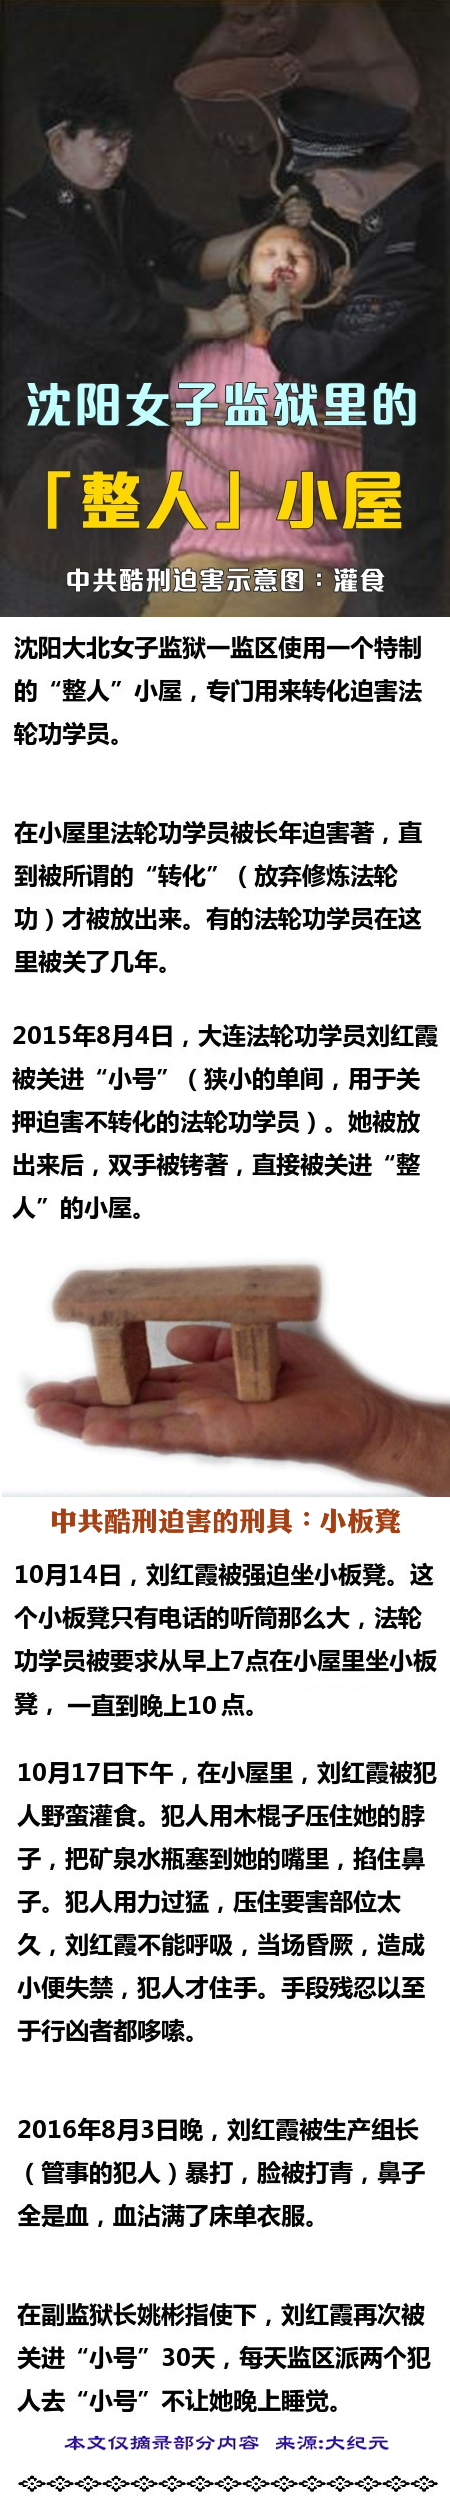 沈阳女子监狱里的
「整人」小屋
中共酷刑迫害示意图：灌食
沈阳大北女子监狱一监区使用一个特制
的“整人”小屋，专门用来转化迫害法
轮功学员。
在小屋里法轮功学员被长年迫害著，直
到被所谓的“转化”（放弃修炼法轮
功）才被放出来。有的法轮功学员在这
里被关了几年。
2015年8月4日，大连法轮功学员刘红霞
被关进“小号”（狭小的单间，用于关
押迫害不转化的法轮功学员）。她被放
出来后，双手被铐著，直接被关进“整
人”的小屋。
中共酷刑迫害的刑具：小板凳
10月14日，刘红霞被强迫坐小板凳。这
个小板凳只有电话的听筒那么大，法轮
功学员被要求从早上7点在小屋里坐小板
凳，一直到晚上10点。
10月17日下午，在小屋里，刘红霞被犯
人野蛮灌食。犯人用木棍子压住她的脖
子，把矿泉水瓶塞到她的嘴里，掐住鼻
子。犯人用力过猛，压住要害部位太
久，刘红霞不能呼吸，当场昏厥，造成
小便失禁，犯人才住手。手段残忍以至
于行凶者都哆嗦。
2016年8月3日晚，刘红霞被生产组长
（管事的犯人）暴打，脸被打青，鼻子
全是血，血沾满了床单衣服。
在副监狱长姚彬指使下，刘红霞再次被
关进“小号”30天，每天监区派两个犯
人去“小号”不让她晚上睡觉。
本文仅摘录部分内容 来源:大纪元